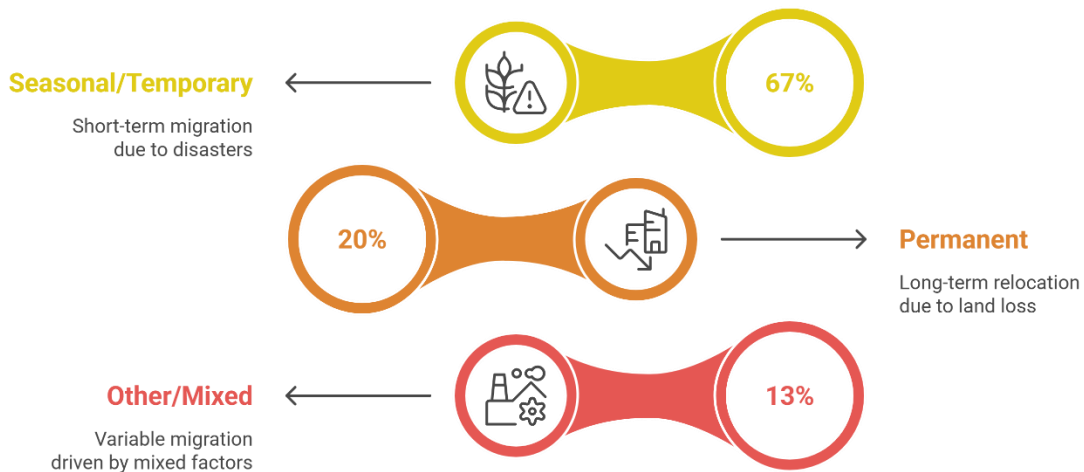 Seasonal/Temporary
Short-term migration
due to disasters
67%
20%
Permanent
Long-term relocation
due to land loss
Other/Mixed
Variable migration
driven by mixed factors
13%